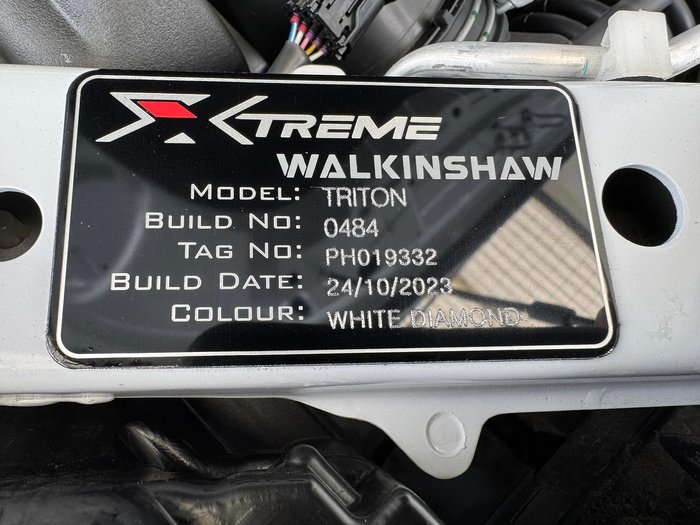 XTREME
WALKINSHAW
MODEL: TRITON
BUILD NO: 0484
TAG NO: PH019332
BUILD DATE: 24/10/2023
COLOUR: WHITE DIAMOND